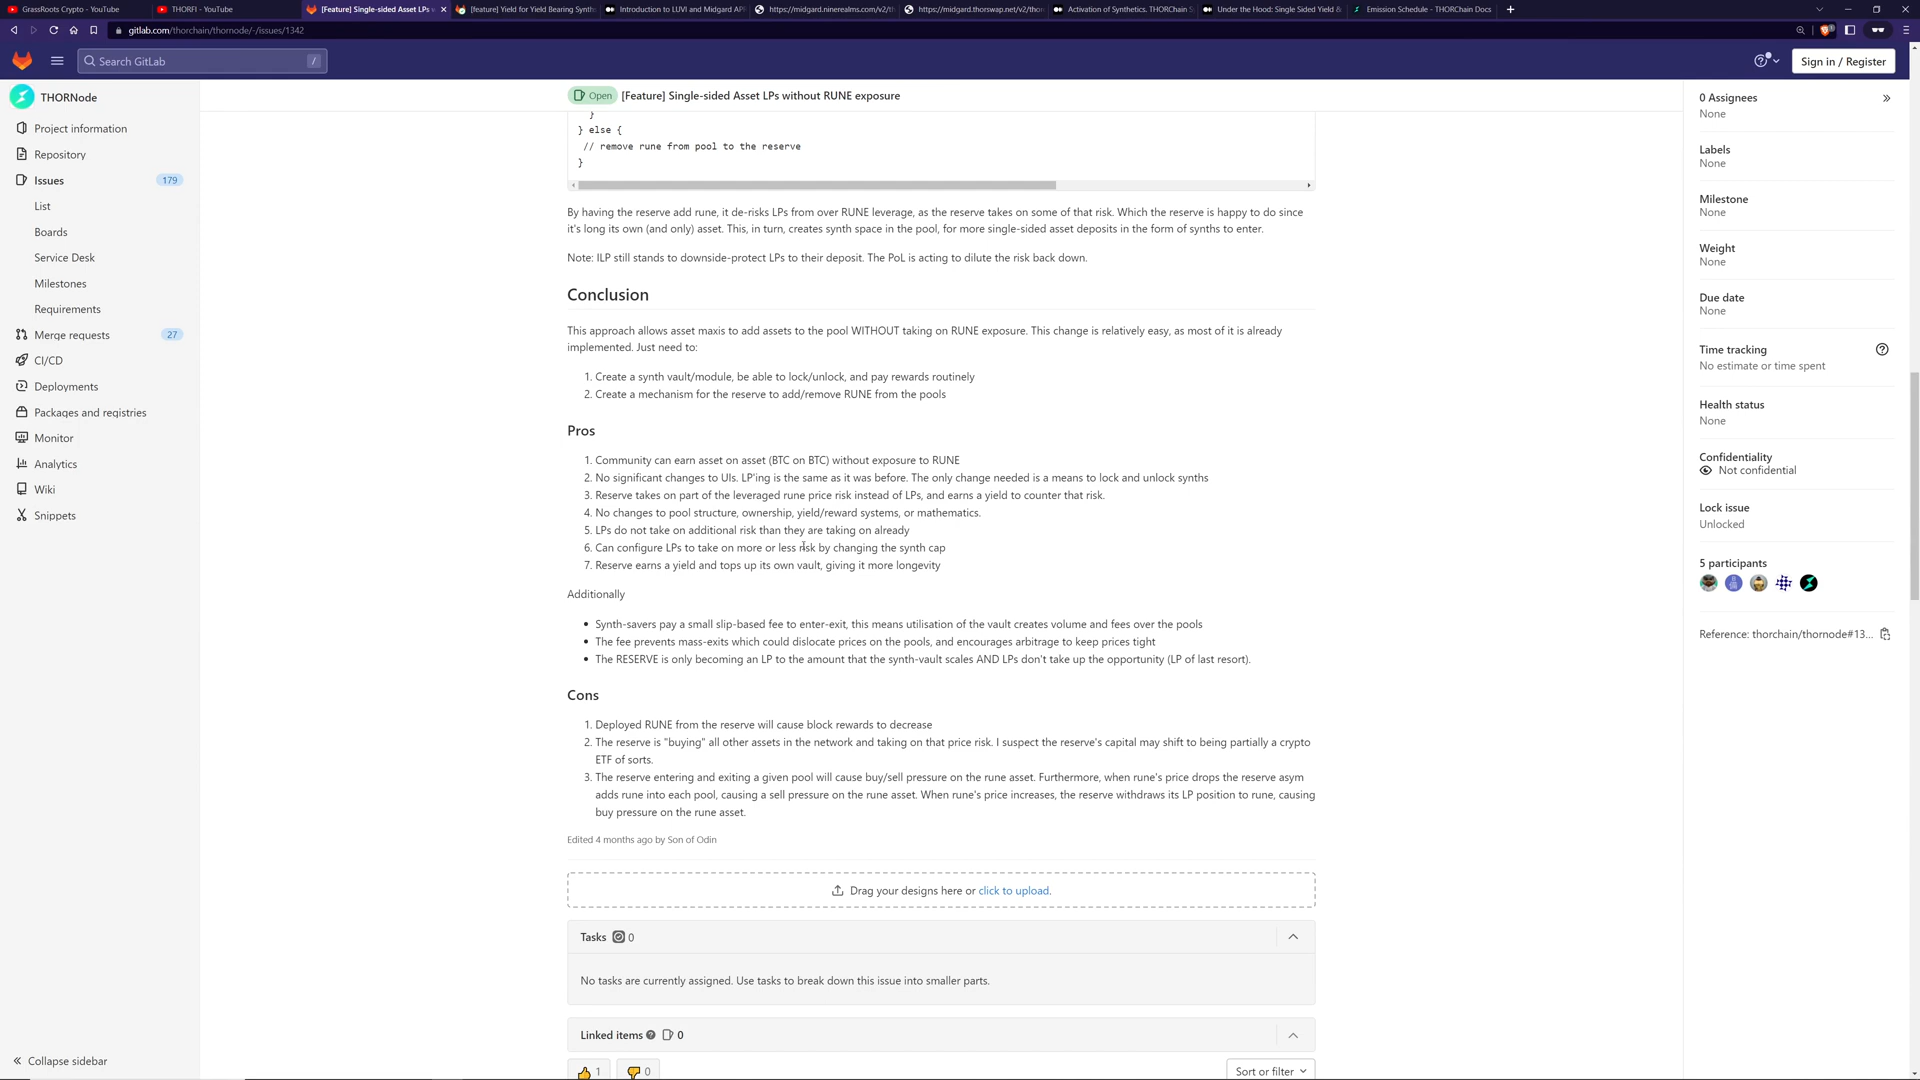 GrassRoots Crypto - YouTube
THORFI - YouTube
[Feature] Single-sided Asset LPs
[feature] Yield for Yield Bearing Synth
Introduction to LUVI and Midgard API
https://midgard.ninerealms.com/v2/th
https://midgard.thorswap.net/v2/thor
Activation of Synthetics. THORChain S
Under the Hood: Single Sided Yield &
Emission Schedule - THORChain Docs
gitlab.com/thorchain/thornode/-/issues/1342
Search GitLab
/
Sign in / Register
THORNode
Project information
Repository
Issues
179
List
Boards
Service Desk
Milestones
Requirements
Merge requests
27
CI/CD
Deployments
Packages and registries
Monitor
Analytics
Wiki
Snippets
Collapse sidebar
Open
[Feature] Single-sided Asset LPs without RUNE exposure
}
} else {
// remove rune from pool to the reserve
}
By having the reserve add rune, it de-risks LPs from over RUNE leverage, as the reserve takes on some of that risk. Which the reserve is happy to do since
it's long its own (and only) asset. This, in turn, creates synth space in the pool, for more single-sided asset deposits in the form of synths to enter.
Note: ILP still stands to downside-protect LPs to their deposit. The PoL is acting to dilute the risk back down.
Conclusion
This approach allows asset maxis to add assets to the pool WITHOUT taking on RUNE exposure. This change is relatively easy, as most of it is already
implemented. Just need to:
1. Create a synth vault/module, be able to lock/unlock, and pay rewards routinely
2. Create a mechanism for the reserve to add/remove RUNE from the pools
Pros
1. Community can earn asset on asset (BTC on BTC) without exposure to RUNE
2. No significant changes to UIs. LP'ing is the same as it was before. The only change needed is a means to lock and unlock synths
3. Reserve takes on part of the leveraged rune price risk instead of LPs, and earns a yield to counter that risk.
4. No changes to pool structure, ownership, yield/reward systems, or mathematics.
5. LPs do not take on additional risk than they are taking on already
6. Can configure LPs to take on more or less risk by changing the synth cap
7. Reserve earns a yield and tops up its own vault, giving it more longevity
Additionally
• Synth-savers pay a small slip-based fee to enter-exit, this means utilisation of the vault creates volume and fees over the pools
• The fee prevents mass-exits which could dislocate prices on the pools, and encourages arbitrage to keep prices tight
• The RESERVE is only becoming an LP to the amount that the synth-vault scales AND LPs don't take up the opportunity (LP of last resort).
Cons
1. Deployed RUNE from the reserve will cause block rewards to decrease
2. The reserve is "buying" all other assets in the network and taking on that price risk. I suspect the reserve's capital may shift to being partially a crypto
ETF of sorts.
3. The reserve entering and exiting a given pool will cause buy/sell pressure on the rune asset. Furthermore, when rune's price drops the reserve asym
adds rune into each pool, causing a sell pressure on the rune asset. When rune's price increases, the reserve withdraws its LP position to rune, causing
buy pressure on the rune asset.
Edited 4 months ago by Son of Odin
Drag your designs here or click to upload.
Tasks 0
No tasks are currently assigned. Use tasks to break down this issue into smaller parts.
Linked items 0
1
0
Sort or filter
0 Assignees
None
Labels
None
Milestone
None
Weight
None
Due date
None
Time tracking
No estimate or time spent
Health status
None
Confidentiality
Not confidential
Lock issue
Unlocked
5 participants
Reference: thorchain/thornode#13...